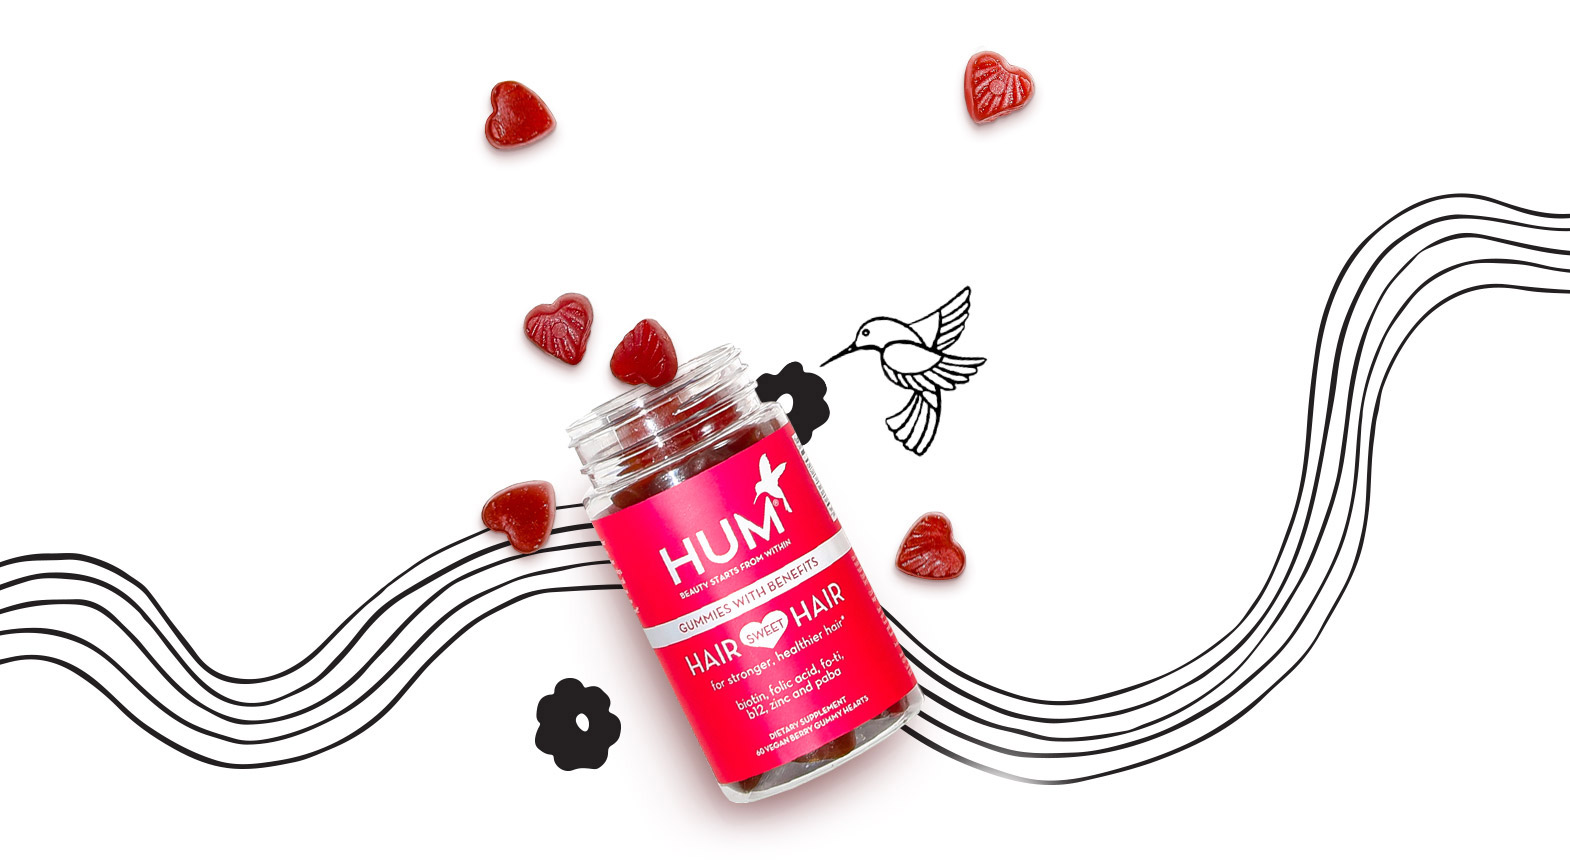 HUM®
BEAUTY STARTS FROM WITHIN
GUMMIES WITH BENEFITS
HAIR SWEET HAIR
for stronger, healthier hair*
biotin, folic acid, fo-ti,
b12, zinc and paba
DIETARY SUPPLEMENT
60 VEGAN BERRY GUMMY HEARTS